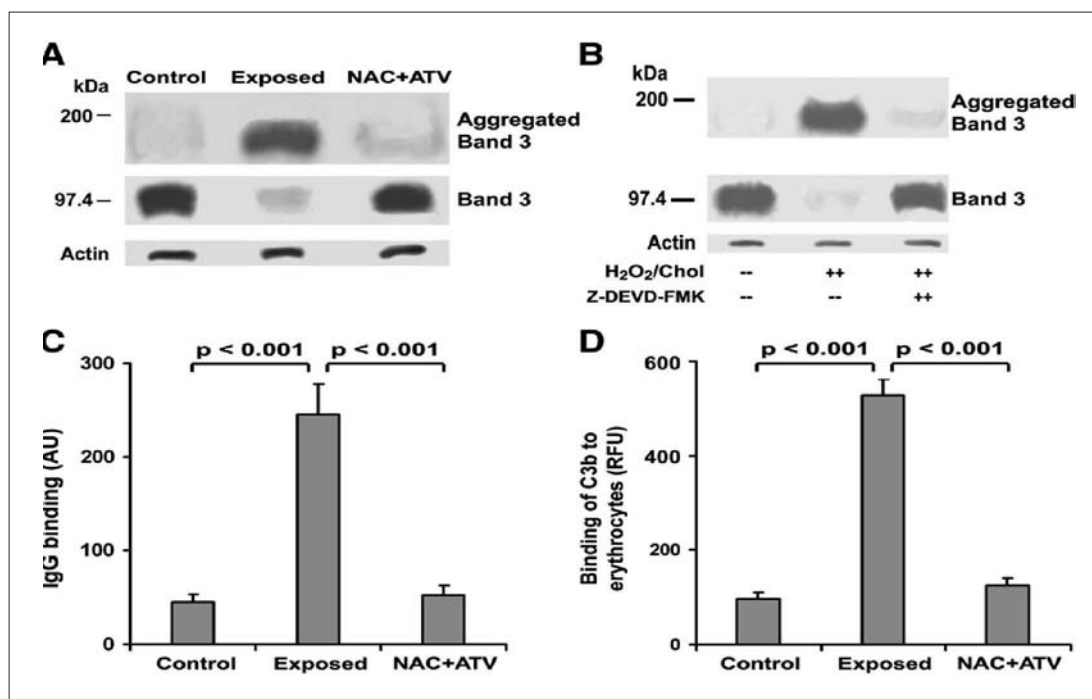 A
Control Exposed NAC+ATV
kDa
200
Aggregated
Band 3
97.4
Band 3
Actin
B
kDa
200
Aggregated
Band 3
97.4
Band 3
Actin
H₂O₂/Chol -- ++ ++
Z-DEVD-FMK -- -- ++
C
p < 0.001 p < 0.001
300
200
100
0
IgG binding (AU)
Control Exposed NAC+ATV
D
p < 0.001 p < 0.001
600
400
200
0
Binding of C3b to
erythrocytes (RFU)
Control Exposed NAC+ATV